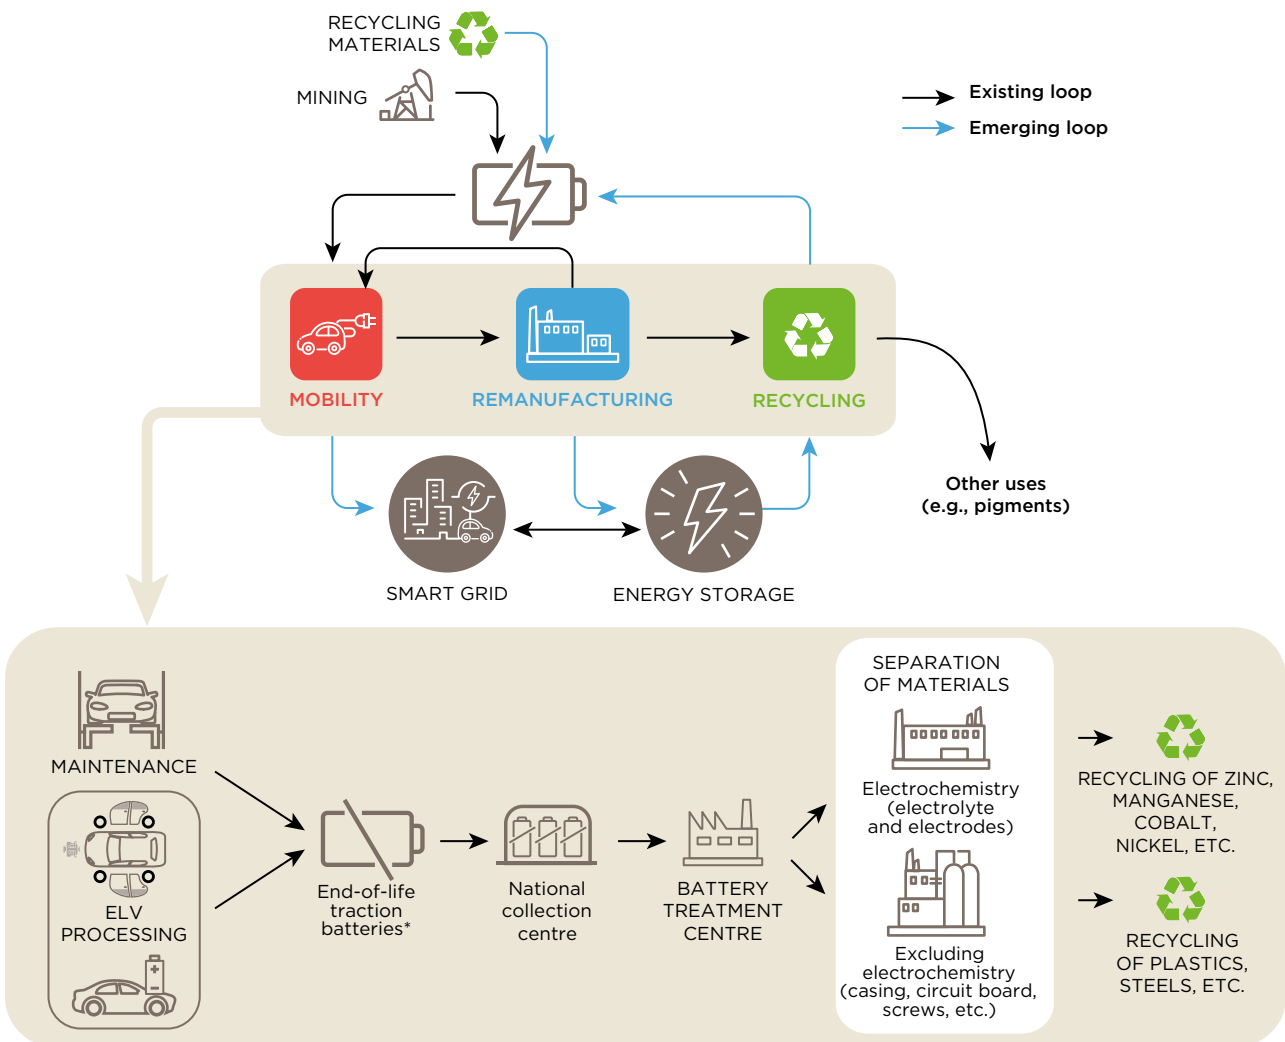 RECYCLING
MATERIALS
MINING
Existing loop
Emerging loop
MOBILITY
REMANUFACTURING
RECYCLING
Other uses
(e.g., pigments)
SMART GRID
ENERGY STORAGE
MAINTENANCE
ELV
PROCESSING
End-of-life
traction
batteries*
National
collection
centre
BATTERY
TREATMENT
CENTRE
SEPARATION
OF MATERIALS
Electrochemistry
(electrolyte
and electrodes)
Excluding
electrochemistry
(casing, circuit board,
screws, etc.)
RECYCLING OF ZINC,
MANGANESE,
COBALT,
NICKEL, ETC.
RECYCLING
OF PLASTICS,
STEELS, ETC.